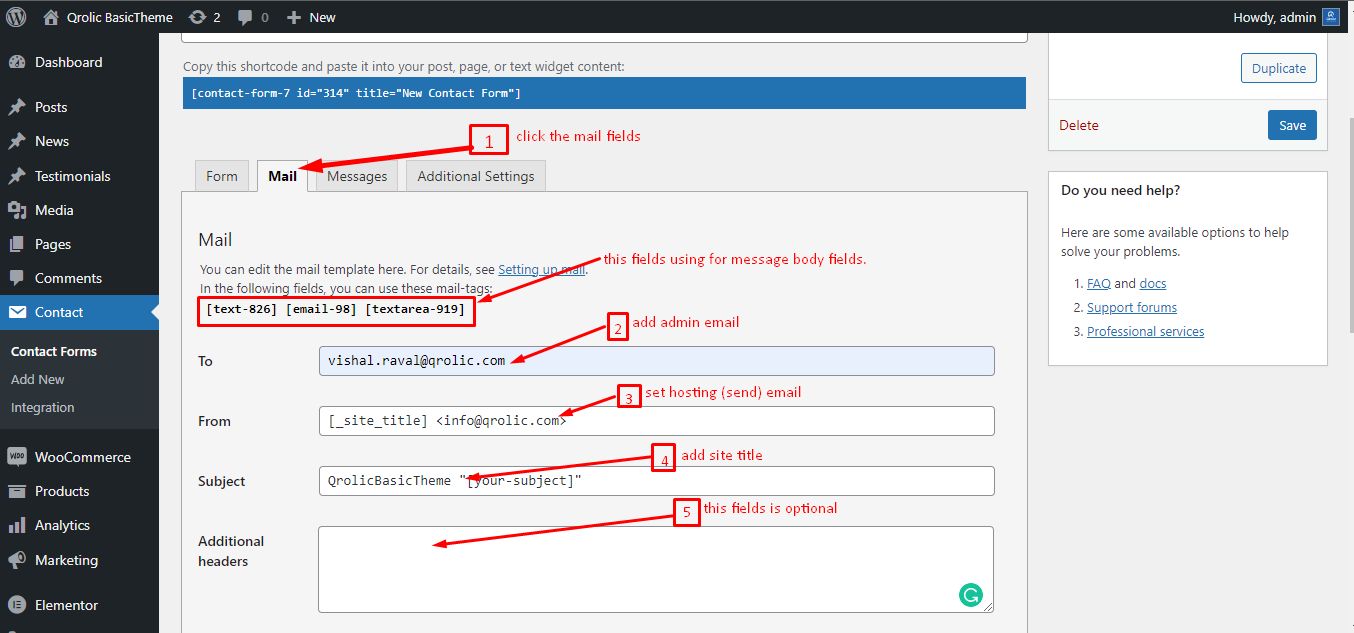 Qrolic BasicTheme 2 0 New Howdy, admin
Dashboard
Posts
News
Testimonials
Media
Pages
Comments
Contact
Contact Forms
Add New
Integration
WooCommerce
Products
Analytics
Marketing
Elementor
Copy this shortcode and paste it into your post, page, or text widget content:
[contact-form-7 id="314" title="New Contact Form"]
1 click the mail fields
Form Mail Messages Additional Settings
Mail
You can edit the mail template here. For details, see Setting up mail.
this fields using for message body fields.
In the following fields, you can use these mail-tags:
[text-826] [email-98] [textarea-919]
2 add admin email
To vishal.raval@qrolic.com
3 set hosting (send) email
From [_site_title] <info@qrolic.com>
4 add site title
Subject QrolicBasicTheme "[your-subject]"
5 this fields is optional
Additional
headers
Duplicate
Delete Save
Do you need help?
Here are some available options to help
solve your problems.
1. FAQ and docs
2. Support forums
3. Professional services